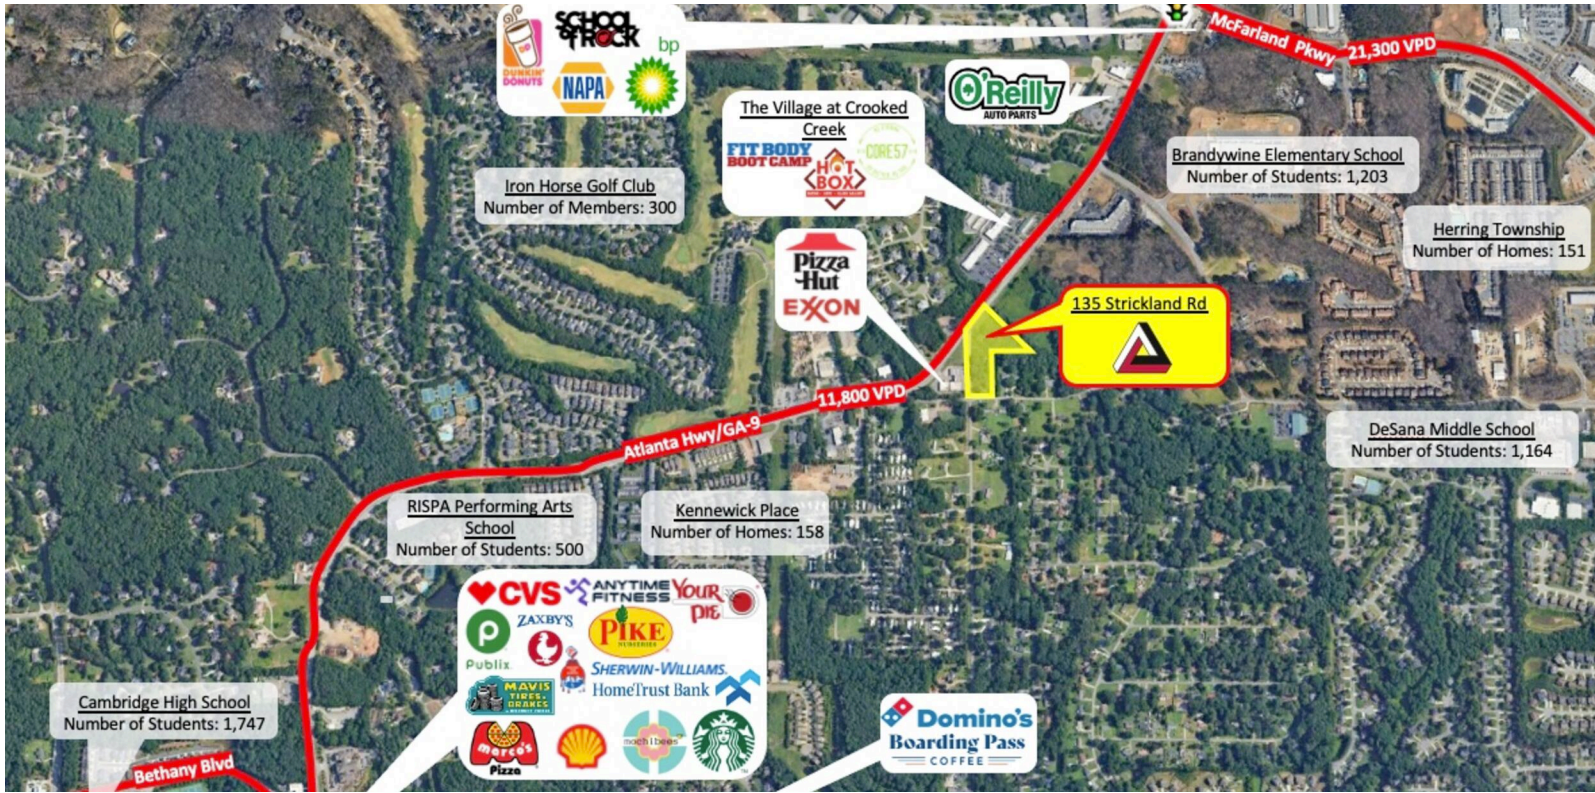 DUNKIN'
DONUTS
SCHOOL
of ROCK
bp
NAPA
McFarland Pkwy
21,300 VPD
O'Reilly
AUTO PARTS
The Village at Crooked
Creek
FIT BODY
BOOT CAMP
HOT
BOX
CORE57
Brandywine Elementary School
Number of Students: 1,203
Iron Horse Golf Club
Number of Members: 300
Herring Township
Number of Homes: 151
Pizza
Hut
EXXON
135 Strickland Rd
11,800 VPD
Atlanta Hwy/GA-9
DeSana Middle School
Number of Students: 1,164
RISPA Performing Arts
School
Number of Students: 500
Kennewick Place
Number of Homes: 158
CVS
ANYTIME
FITNESS
YOUR
PIE
p
Publix
ZAXBY'S
PIKE
NURSERIES
SHERWIN-WILLIAMS.
HomeTrust Bank
MAVIS
TIRES &
BRAKES
marco's
Pizza
mochibees
Cambridge High School
Number of Students: 1,747
Bethany Blvd
Domino's
Boarding Pass
COFFEE